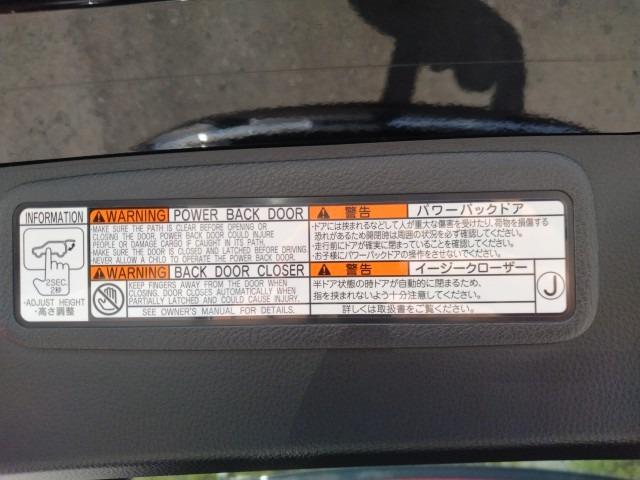 INFORMATION
2SEC.
2秒
・ADJUST HEIGHT
・高さ調整
WARNING POWER BACK DOOR
・MAKE SURE THE PATH IS CLEAR BEFORE OPENING OR
CLOSING THE DOOR. POWER BACK DOOR COULD INJURE
PEOPLE OR DAMAGE CARGO IF CAUGHT IN ITS PATH.
・MAKE SURE THE DOOR IS CLOSED AND LATCHED BEFORE DRIVING.
・NEVER ALLOW A CHILD TO OPERATE THE POWER BACK DOOR.
WARNING BACK DOOR CLOSER
KEEP FINGERS AWAY FROM THE DOOR WHEN
CLOSING. DOOR CLOSES AUTOMATICALLY WHEN
PARTIALLY LATCHED AND COULD CAUSE INJURY.
SEE OWNER'S MANUAL FOR DETAILS.
警告 パワーバックドア
・ドアには挟まれるなどして人が重大な傷害を受けたり、荷物を損傷する
恐れがあるため開閉時は周囲の状況を必ず確認してください。
・走行前にドアが確実に閉まっていることを確認してください。
・お子様にパワーバックドアの操作をさせないでください。
警告 イージークローザー
半ドア状態の時ドアが自動的に閉まるため、
指を挟まれないよう十分注意してください。
詳しくは取扱書をご覧ください。
J